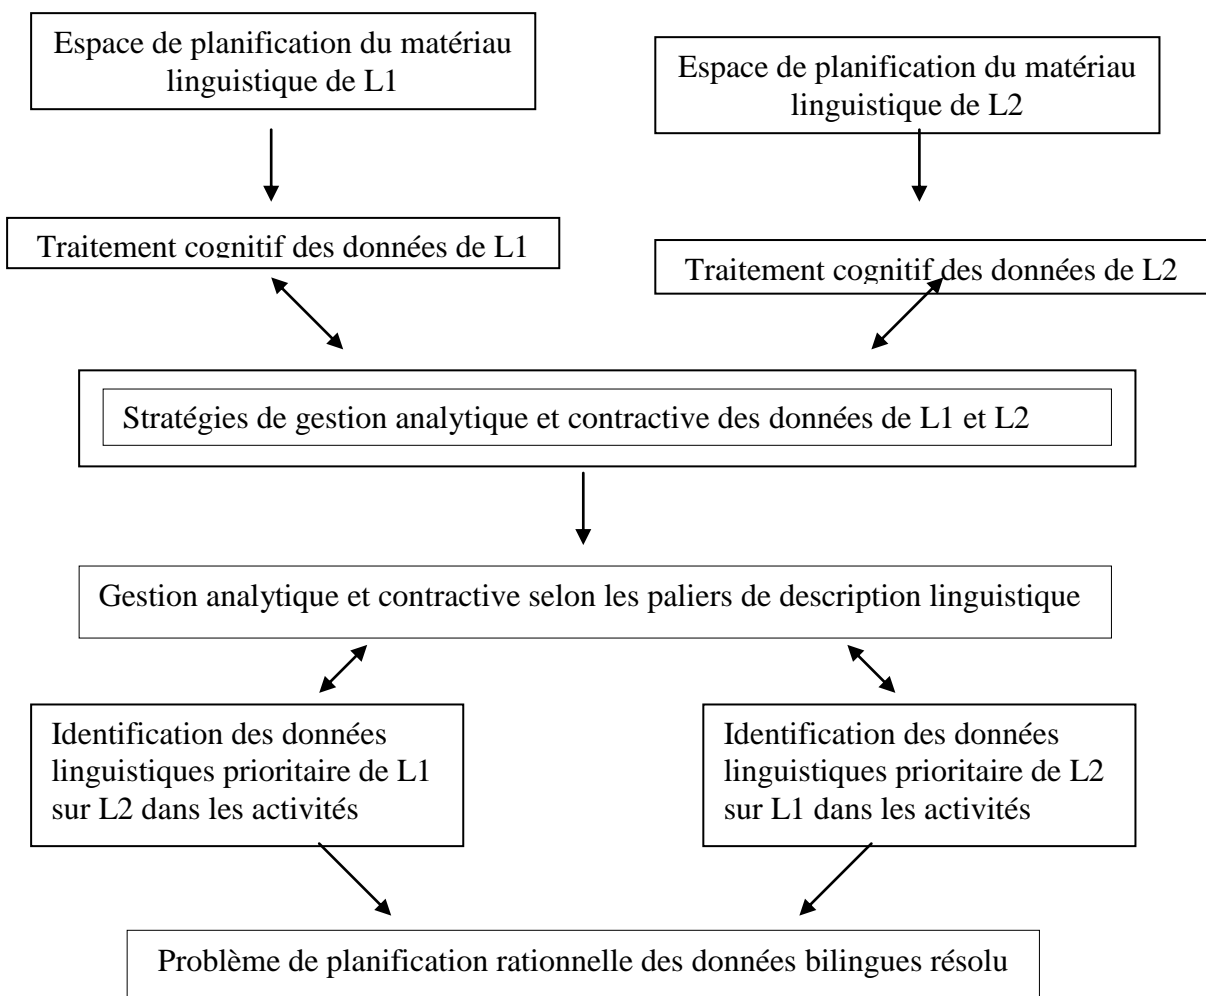 Espace de planification du matériau
linguistique de L1
Espace de planification du matériau
linguistique de L2
Traitement cognitif des données de L1
Traitement cognitif des données de L2
Stratégies de gestion analytique et contractive des données de L1 et L2
Gestion analytique et contractive selon les paliers de description linguistique
Identification des données
linguistiques prioritaire de L1
sur L2 dans les activités
Identification des données
linguistiques prioritaire de L2
sur L1 dans les activités
Problème de planification rationnelle des données bilingues résolu